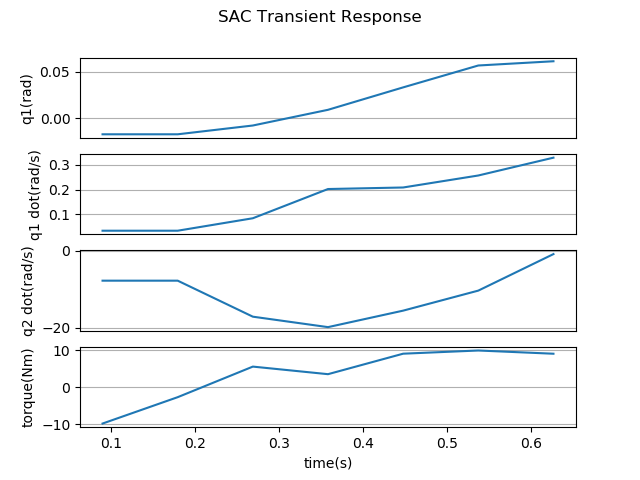 SAC Transient Response
q1(rad)
0.05
0.00
q1 dot(rad/s)
0.3
0.2
0.1
q2 dot(rad/s)
0
−20
torque(Nm)
10
0
−10
0.1 0.2 0.3 0.4 0.5 0.6
time(s)